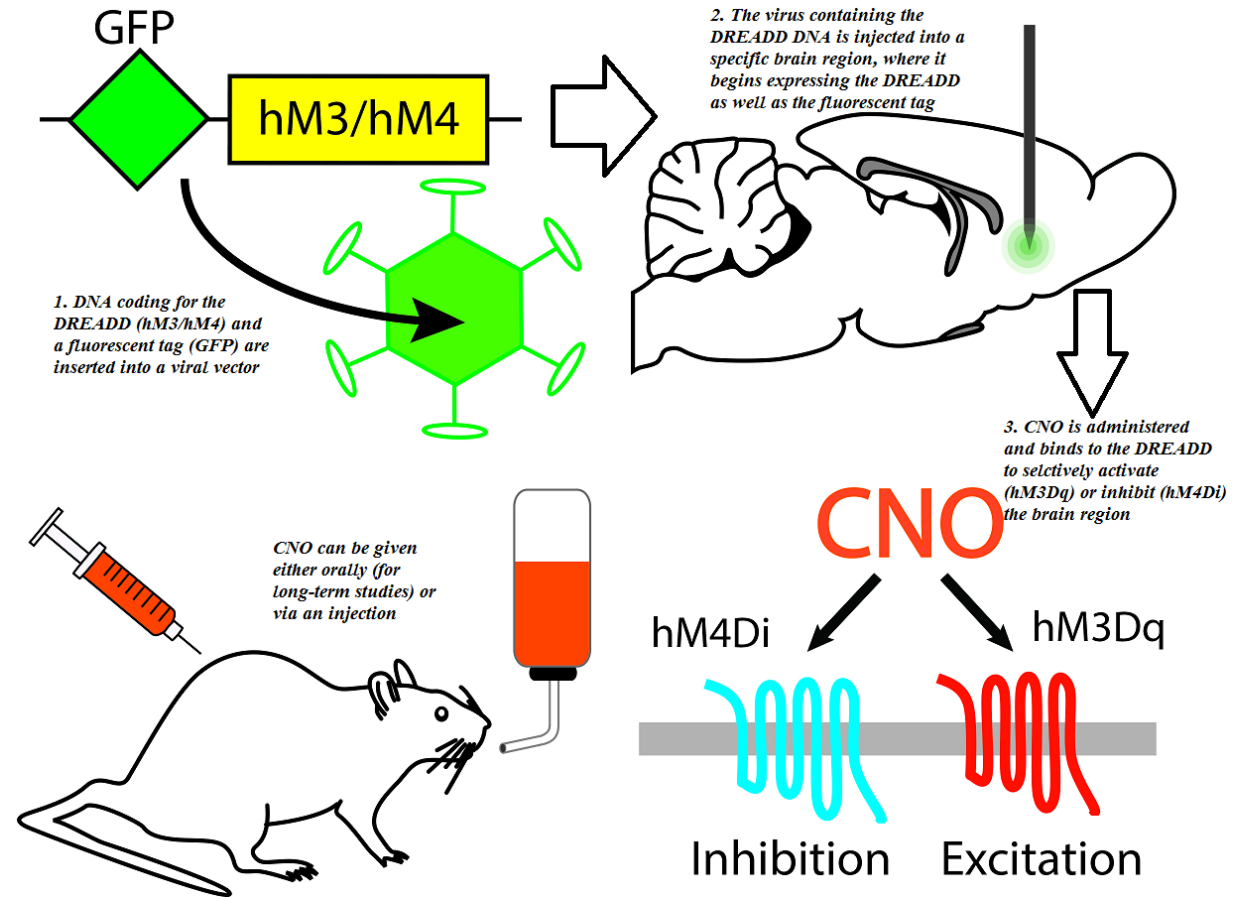 GFP
hM3/hM4
1. DNA coding for the
DREADD (hM3/hM4) and
a fluorescent tag (GFP) are
inserted into a viral vector
2. The virus containing the
DREADD DNA is injected into a
specific brain region, where it
begins expressing the DREADD
as well as the fluorescent tag
3. CNO is administered
and binds to the DREADD
to selctively activate
(hM3Dq) or inhibit (hM4Di)
the brain region
CNO can be given
either orally (for
long-term studies) or
via an injection
CNO
hM4Di
hM3Dq
Inhibition
Excitation